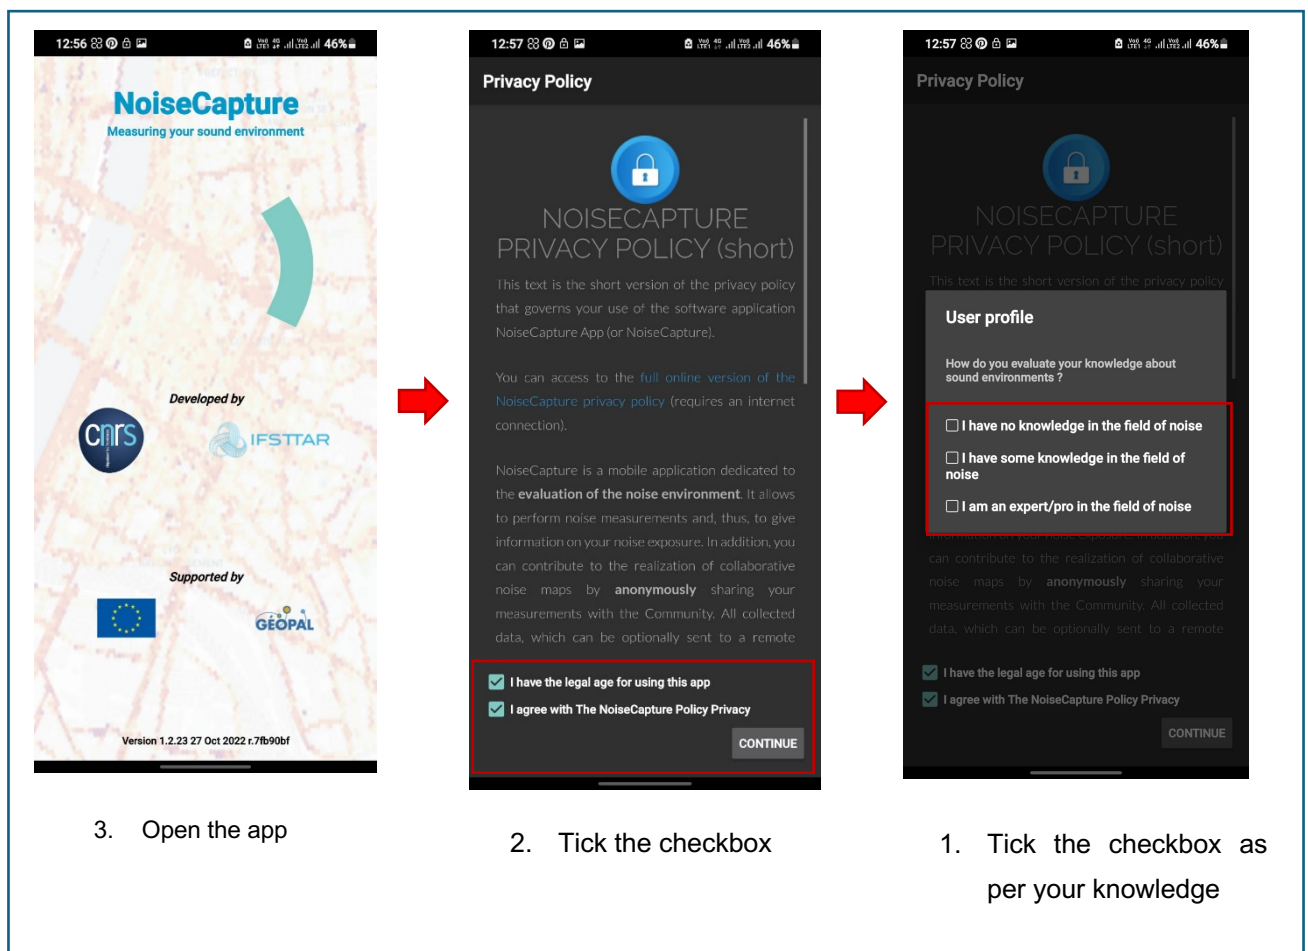 12:56 46%
NoiseCapture
Measuring your sound environment
Developed by
cnrs
IFSTTAR
Supported by
GEOPAL
Version 1.2.23 27 Oct 2022 r.7fb90bf
3. Open the app
12:57 46%
Privacy Policy
NOISECAPTURE
PRIVACY POLICY (short)
This text is the short version of the privacy policy
that governs your use of the software application
NoiseCapture App (or NoiseCapture).
You can access to the full online version of the
NoiseCapture privacy policy (requires an internet
connection).
NoiseCapture is a mobile application dedicated to
the evaluation of the noise environment. It allows
to perform noise measurements and, thus, to give
information on your noise exposure. In addition, you
can contribute to the realization of collaborative
noise maps by anonymously sharing your
measurements with the Community. All collected
data, which can be optionally sent to a remote
I have the legal age for using this app
I agree with The NoiseCapture Policy Privacy
CONTINUE
2. Tick the checkbox
12:57 46%
Privacy Policy
NOISECAPTURE
PRIVACY POLICY (short)
This text is the short version of the privacy policy
User profile
How do you evaluate your knowledge about
sound environments ?
I have no knowledge in the field of noise
I have some knowledge in the field of
noise
I am an expert/pro in the field of noise
information on your noise exposure. In addition, you
can contribute to the realization of collaborative
noise maps by anonymously sharing your
measurements with the Community. All collected
data, which can be optionally sent to a remote
I have the legal age for using this app
I agree with The NoiseCapture Policy Privacy
CONTINUE
1. Tick the checkbox as
per your knowledge